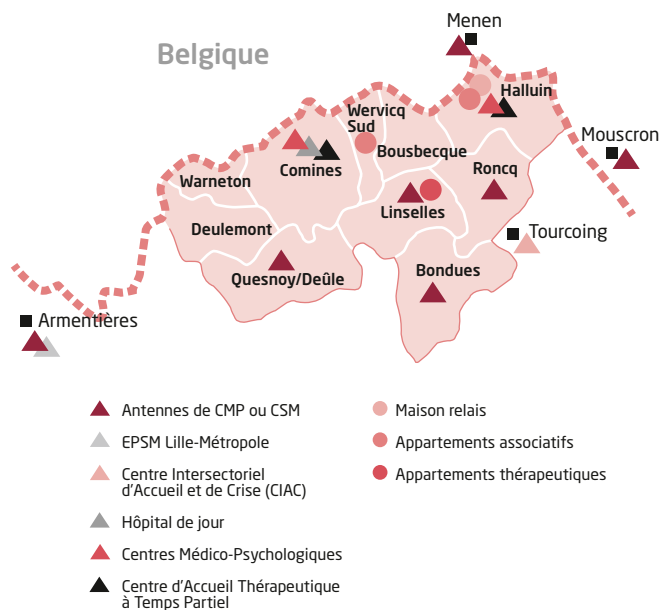 Menen
Belgique
Halluin
Wervicq
Sud
Mouscron
Bousbecque
Comines
Roncq
Warneton
Linselles
Deulemont
Tourcoing
Quesnoy/Deûle
Bondues
Armentières
Antennes de CMP ou CSM
EPSM Lille-Métropole
Centre Intersectoriel
d'Accueil et de Crise (CIAC)
Hôpital de jour
Centres Médico-Psychologiques
Centre d'Accueil Thérapeutique
à Temps Partiel
Maison relais
Appartements associatifs
Appartements thérapeutiques